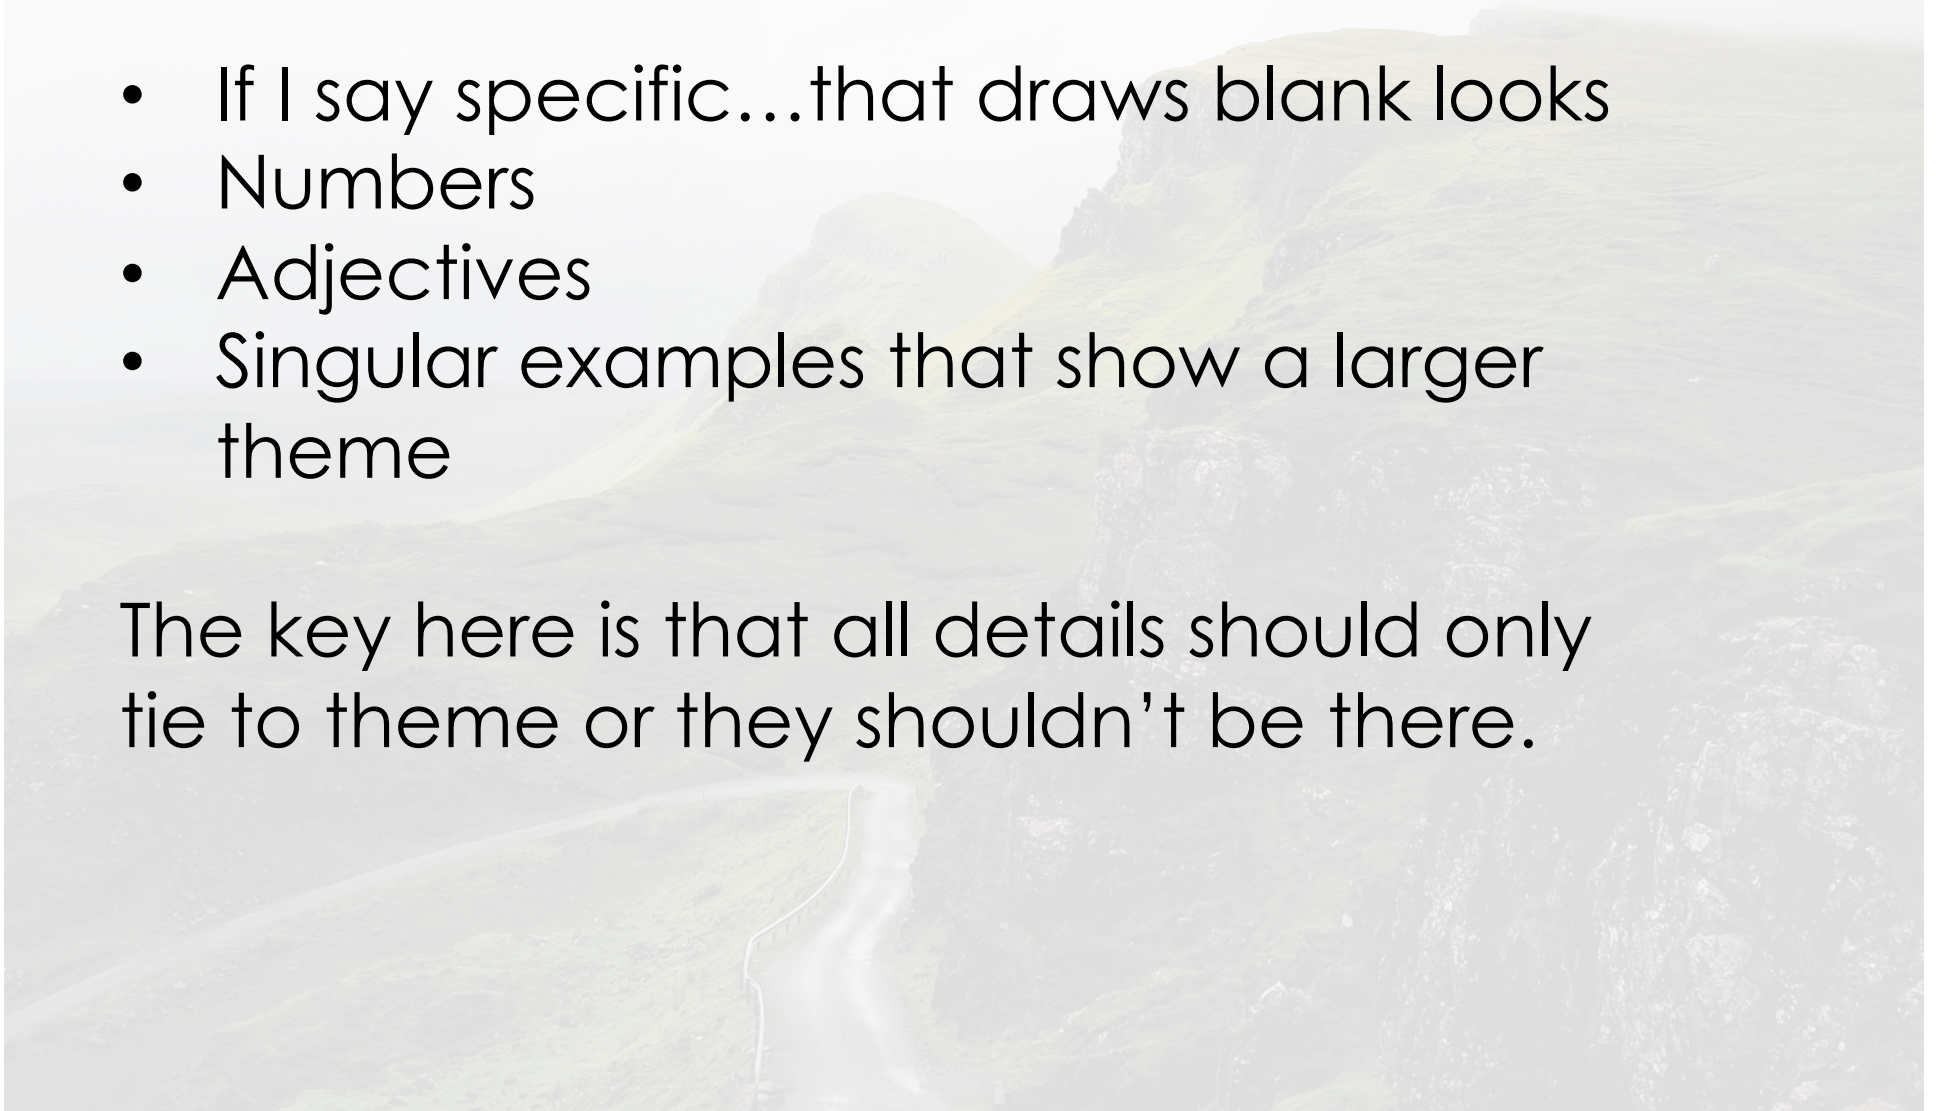 • If I say specific…that draws blank looks
• Numbers
• Adjectives
• Singular examples that show a larger
theme
The key here is that all details should only
tie to theme or they shouldn’t be there.